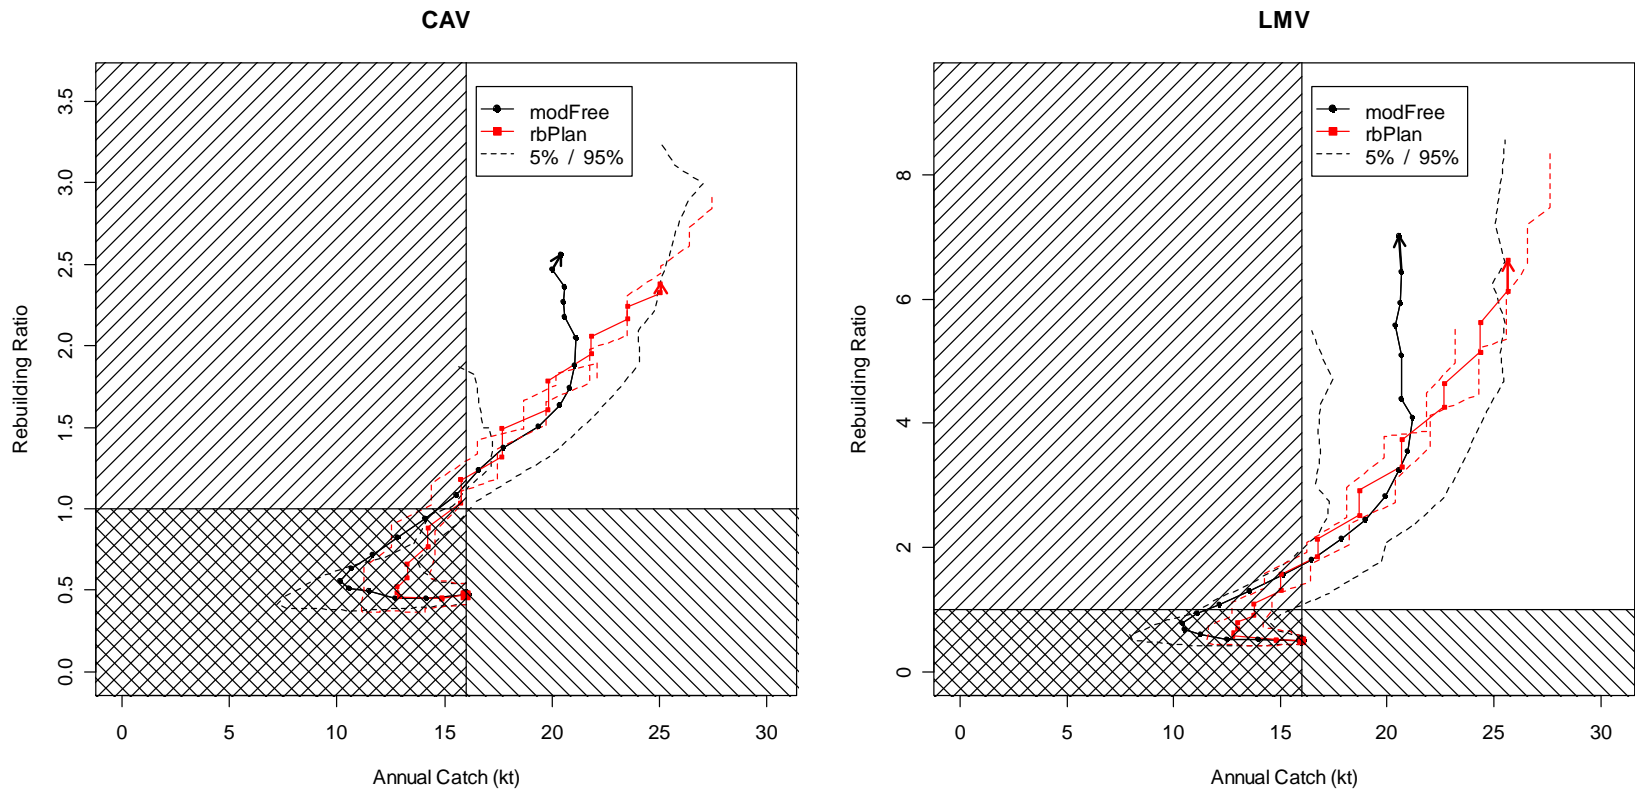 CAV
modFree
rbPlan
5% / 95%
Rebuilding Ratio
3.5
3.0
2.5
2.0
1.5
1.0
0.5
0.0
0 5 10 15 20 25 30
Annual Catch (kt)
LMV
modFree
rbPlan
5% / 95%
Rebuilding Ratio
8
6
4
2
0
0 5 10 15 20 25 30
Annual Catch (kt)